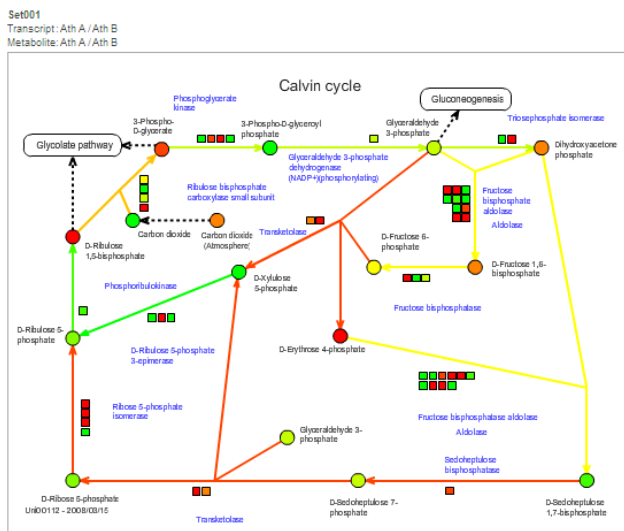 Set001
Transcript: Ath A / Ath B
Metabolite: Ath A / Ath B
Calvin cycle
Gluconeogenesis
Phosphoglycerate
kinase
3-Phospho-
D-glycerate
3-Phospho-D-glyceroyl
phosphate
Glyceraldehyde
3-phosphate
Triosephosphate isomerase
Glycolate pathway
Dihydroxyacetone
phosphate
Glyceraldehyde 3-phosphate
dehydrogenase
(NADP+)(phosphorylating)
Ribulose bisphosphate
carboxylase small subunit
Fructose
bisphosphate
aldolase
Aldolase
Carbon dioxide
Carbon dioxide
(Atmosphere)
Transketolase
D-Fructose 6-
phosphate
D-Ribulose
1,5-bisphosphate
D-Fructose 1,6-
bisphosphate
D-Xylulose
5-phosphate
Phosphoribulokinase
Fructose bisphosphatase
D-Ribulose 5-
phosphate
D-Ribulose 5-phosphate
3-epimerase
D-Erythrose 4-phosphate
Ribose 5-phosphate
isomerase
Fructose bisphosphatase aldolase
Aldolase
Glyceraldehyde 3-
phosphate
Sedoheptulose
bisphosphatase
D-Ribose 5-phosphate
Uni00112 - 2008/03/15
D-Sedoheptulose 7-
phosphate
D-Sedoheptulose
1,7-bisphosphate
Transketolase